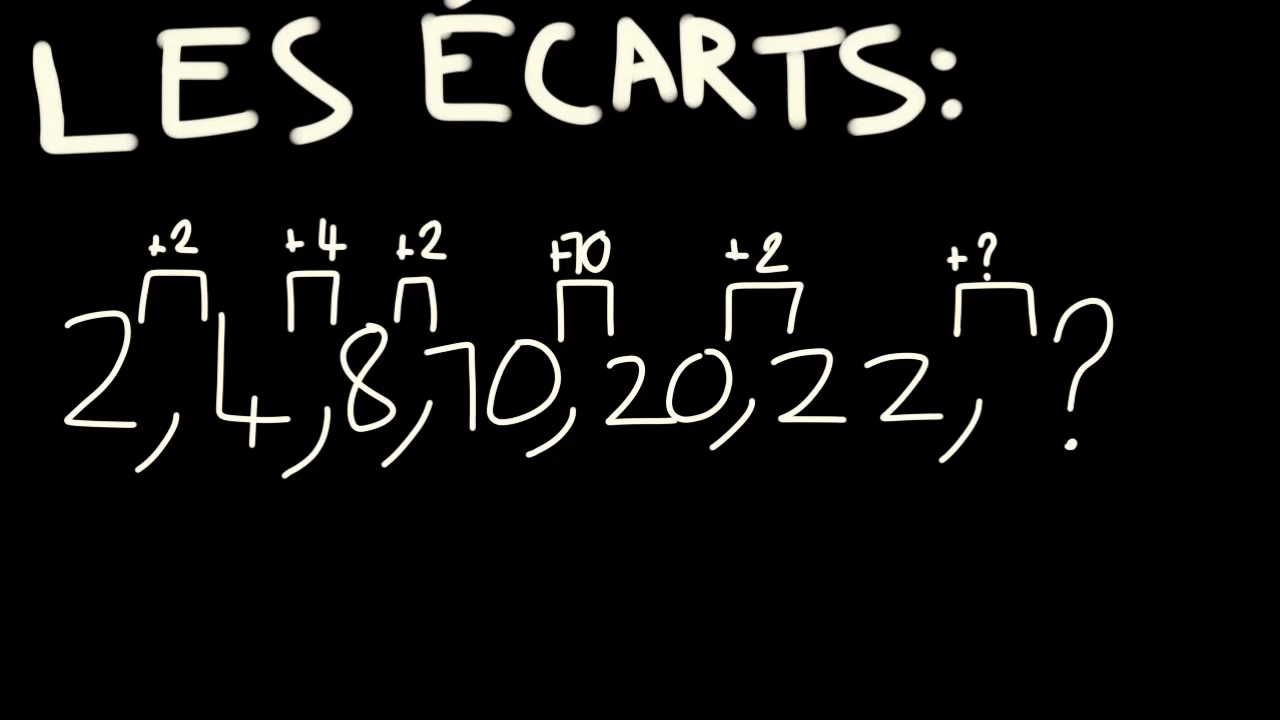 LES ÉCARTS:
+2 +4 +2 +10 +2 +?
2, 4, 8, 10, 20, 22, ?